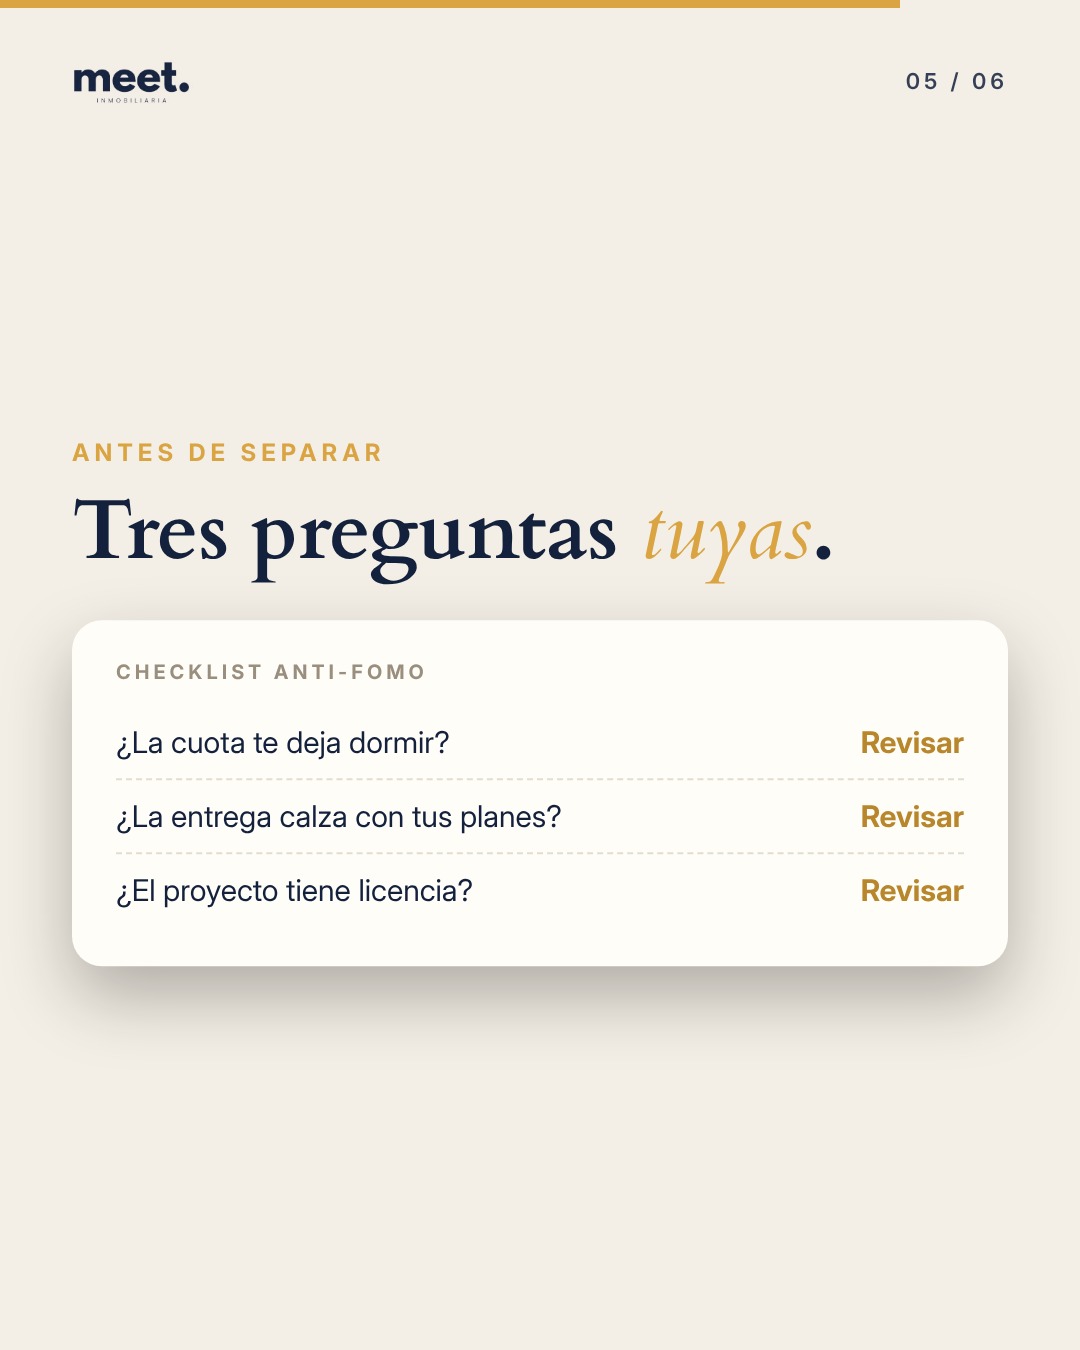 meet.
INMOBILIARIA
05 / 06
ANTES DE SEPARAR
Tres preguntas tuyas.
CHECKLIST ANTI-FOMO
¿La cuota te deja dormir? Revisar
¿La entrega calza con tus planes? Revisar
¿El proyecto tiene licencia? Revisar